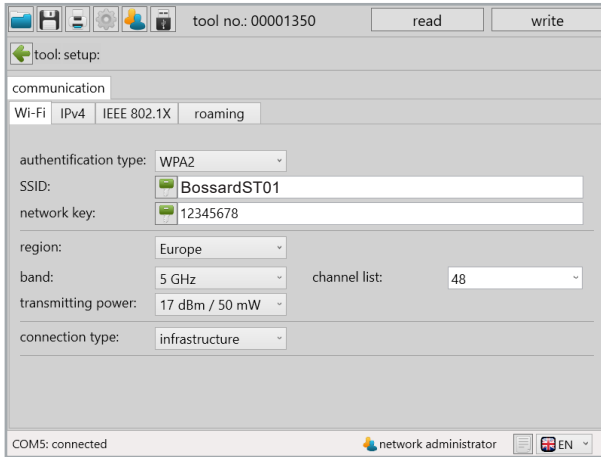 tool no.: 00001350 read write
tool: setup:
communication
Wi-Fi IPv4 IEEE 802.1X roaming
authentification type: WPA2
SSID: BossardST01
network key: 12345678
region: Europe
band: 5 GHz channel list: 48
transmitting power: 17 dBm / 50 mW
connection type: infrastructure
COM5: connected network administrator EN